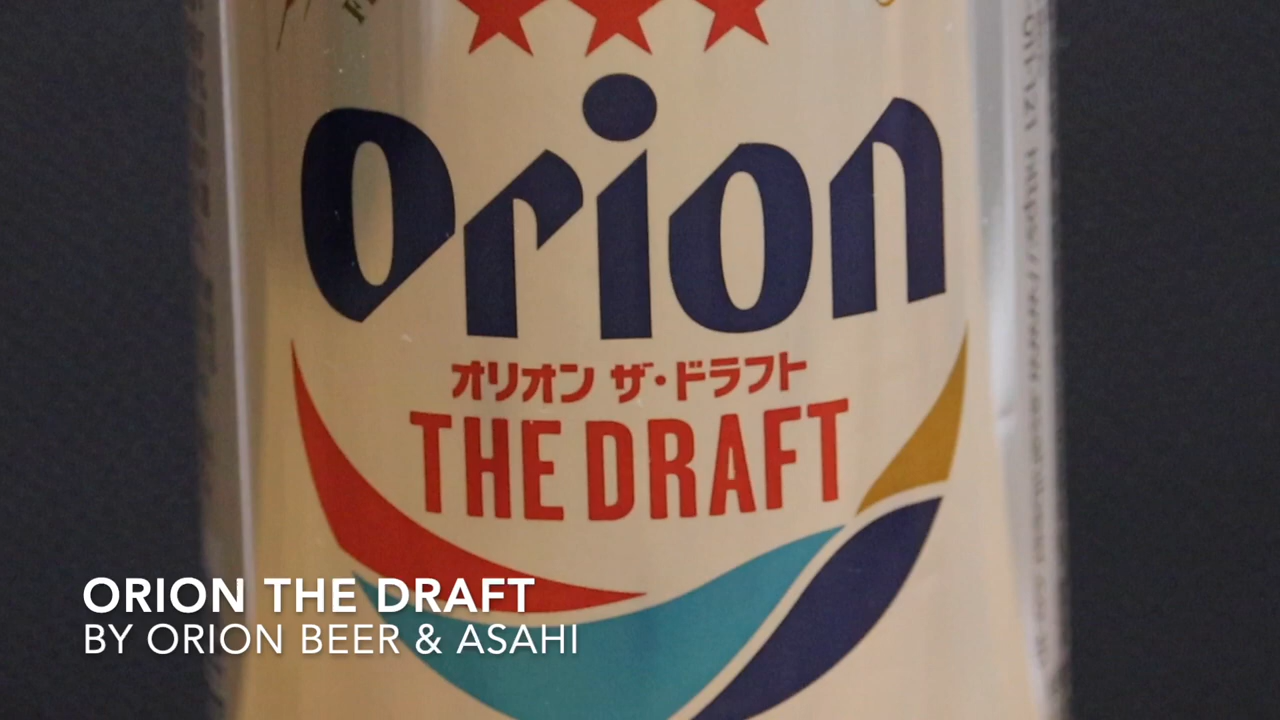 Orion
オリオン ザ・ドラフト
THE DRAFT
ORION THE DRAFT
BY ORION BEER & ASAHI